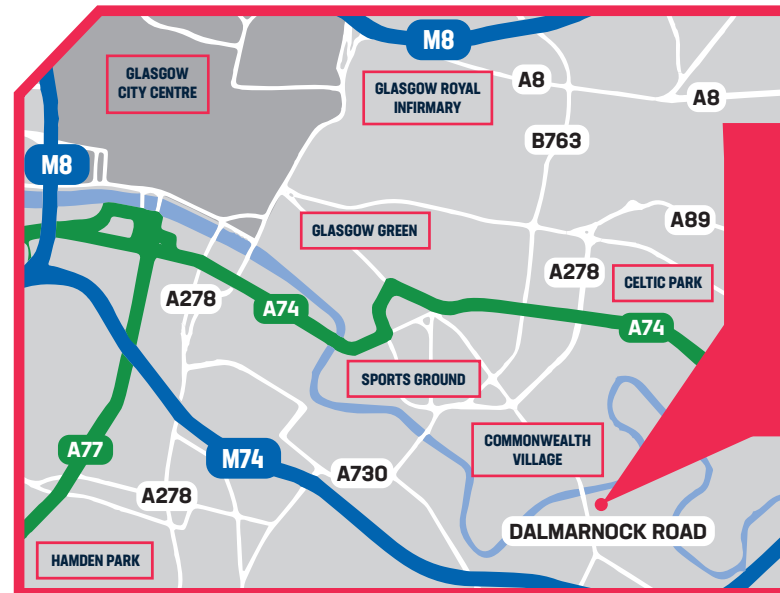 M8
GLASGOW
CITY CENTRE
GLASGOW ROYAL
INFIRMARY
A8
A8
B763
M8
GLASGOW GREEN
A89
A278
CELTIC PARK
A278
A74
A74
SPORTS GROUND
COMMONWEALTH
VILLAGE
A77
M74
A730
A278
DALMARNOCK ROAD
HAMDEN PARK